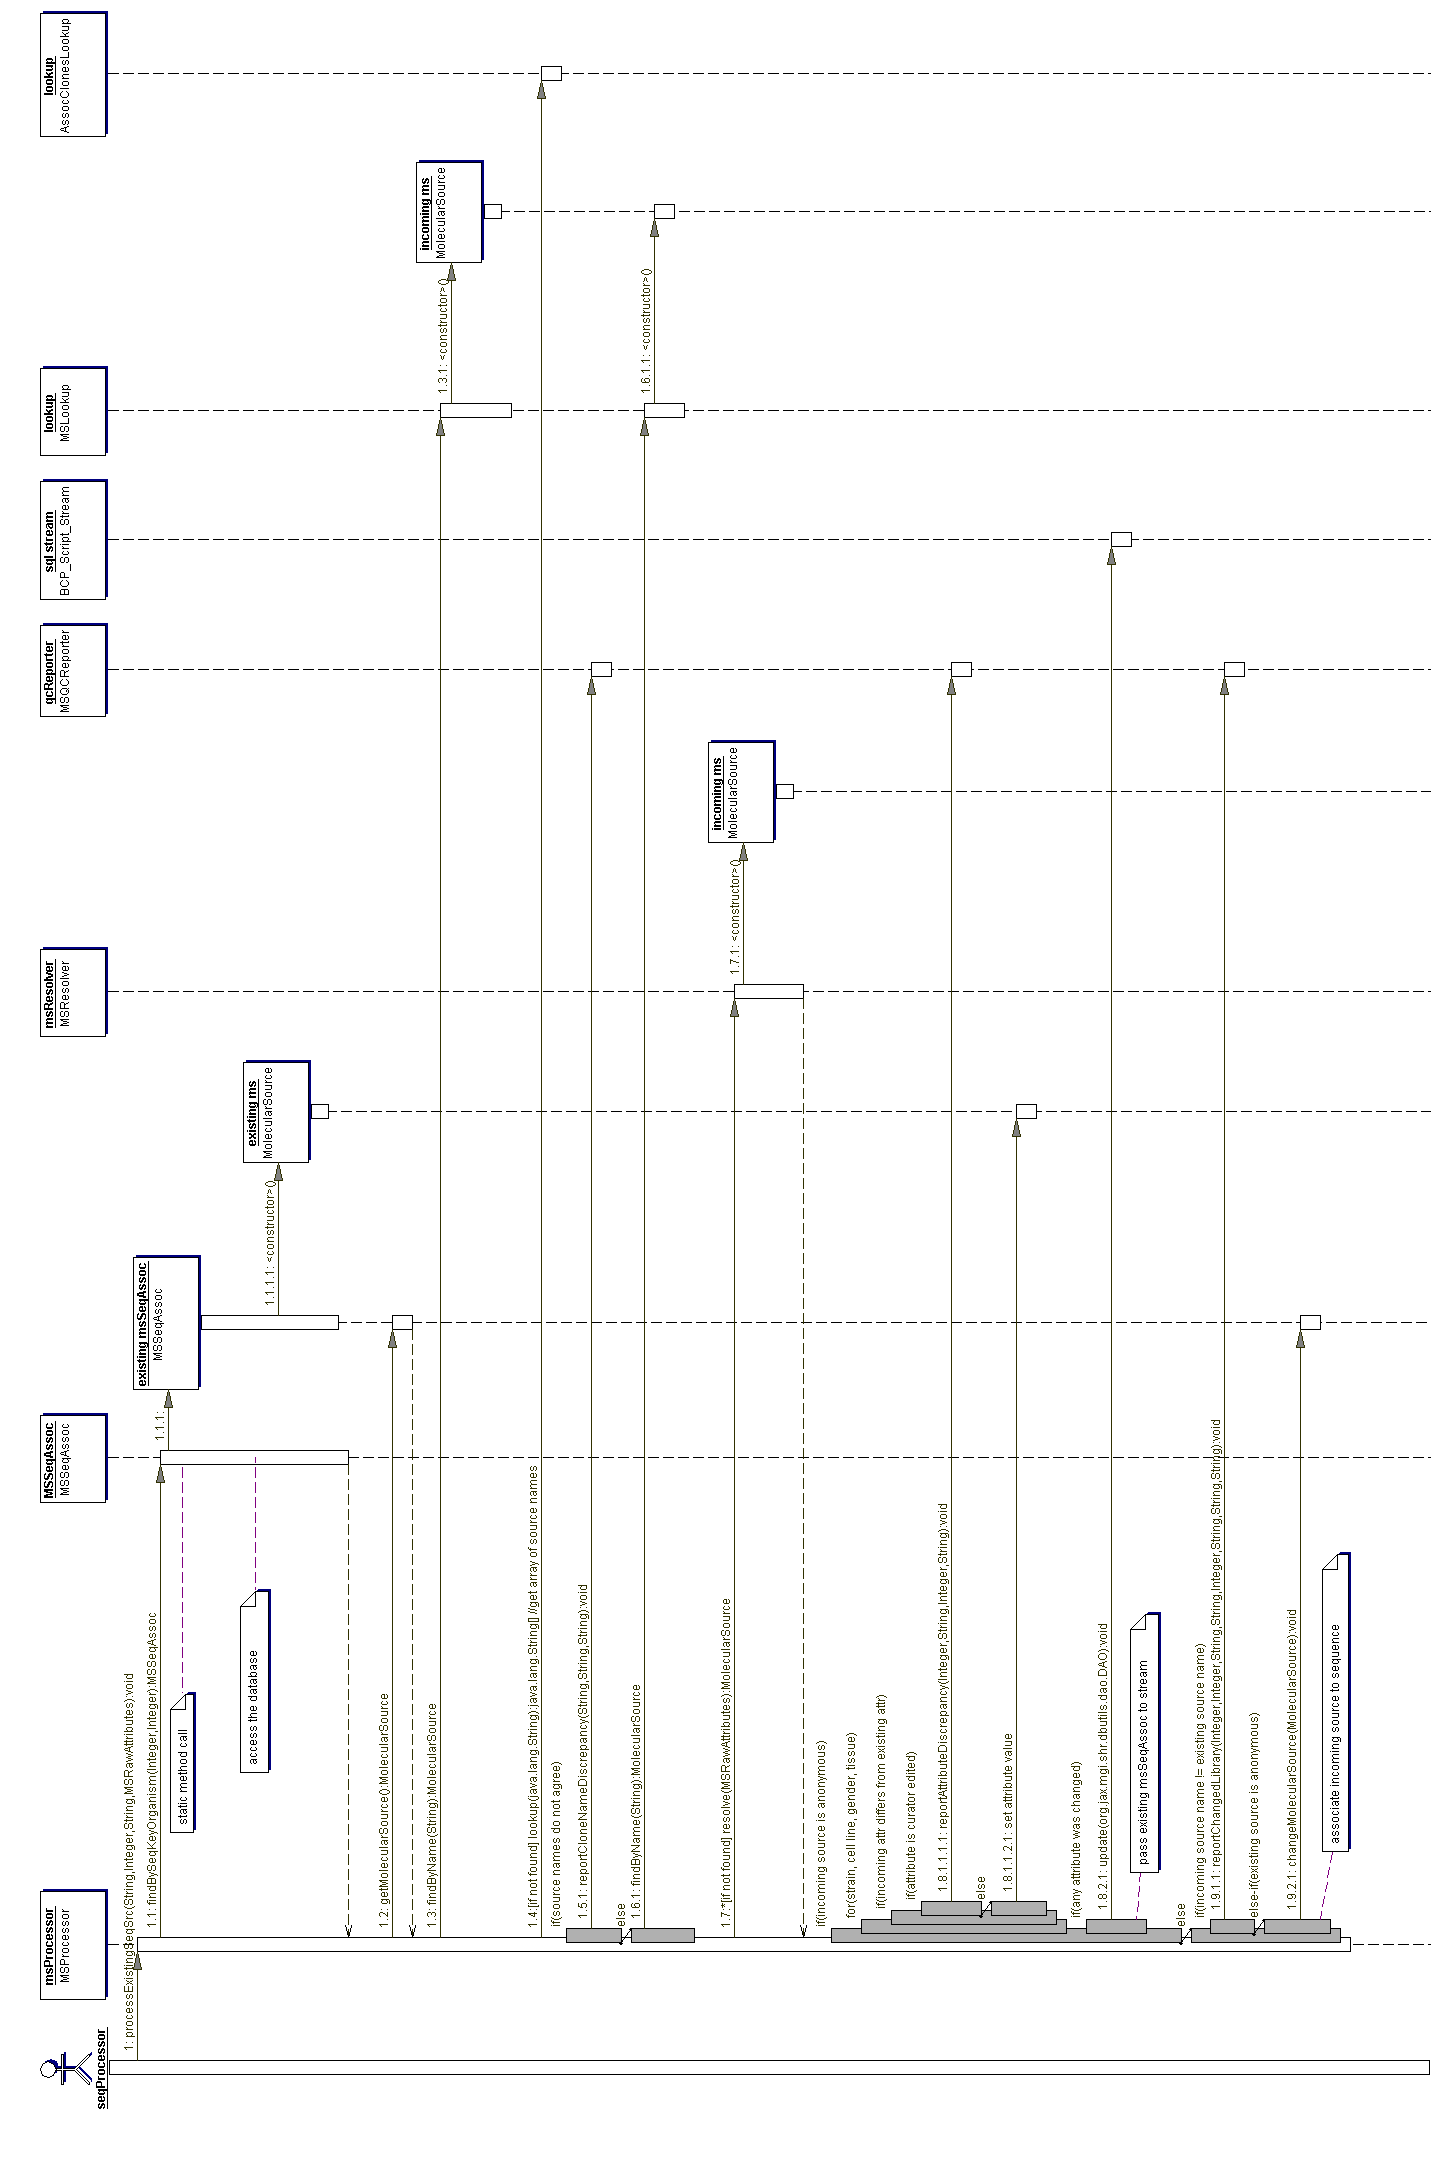 seqProcessor
msProcessor
MSProcessor
MSSeqAssoc
MSSeqAssoc
existing msSeqAssoc
MSSeqAssoc
existing ms
MolecularSource
msResolver
MSResolver
incoming ms
MolecularSource
qcReporter
MSQCReporter
sql stream
BCP_Script_Stream
lookup
MSLookup
incoming ms
MolecularSource
lookup
AssocClonesLookup
1: processExistingSeqSrc(String,Integer,String,MSRawAttributes):void
1.1: findBySeqKeyOrganism(Integer,Integer):MSSeqAssoc
1.1.1:
static method call
access the database
1.1.1.1: <constructor>()
1.2: getMolecularSource():MolecularSource
1.3: findByName(String):MolecularSource
1.3.1: <constructor>()
1.4:[if not found] lookup(java.lang.String):java.lang.String[] //get array of source names
if(source names do not agree)
1.5.1: reportCloneNameDiscrepancy(String,String,String):void
else
1.6.1: findByName(String):MolecularSource
1.6.1.1: <constructor>()
1.7:*[if not found] resolve(MSRawAttributes):MolecularSource
1.7.1: <constructor>()
if(incoming source is anonymous)
for(strain, cell line, gender, tissue)
if(incoming attr differs from existing attr)
if(attribute is curator edited)
1.8.1.1.1.1: reportAttributeDiscrepancy(Integer,String,Integer,String):void
else
1.8.1.1.2.1: set attribute value
if(any attribute was changed)
1.8.2.1: update(org.jax.mgi.shr.dbutils.dao.DAO):void
pass existing msSeqAssoc to stream
else
if(incoming source name != existing source name)
1.9.1.1: reportChangedLibrary(Integer,Integer,String,String,Integer,String,String,String):void
else-if(existing source is anonymous)
1.9.2.1: changeMolecularSource(MolecularSource):void
associate incoming source to sequence